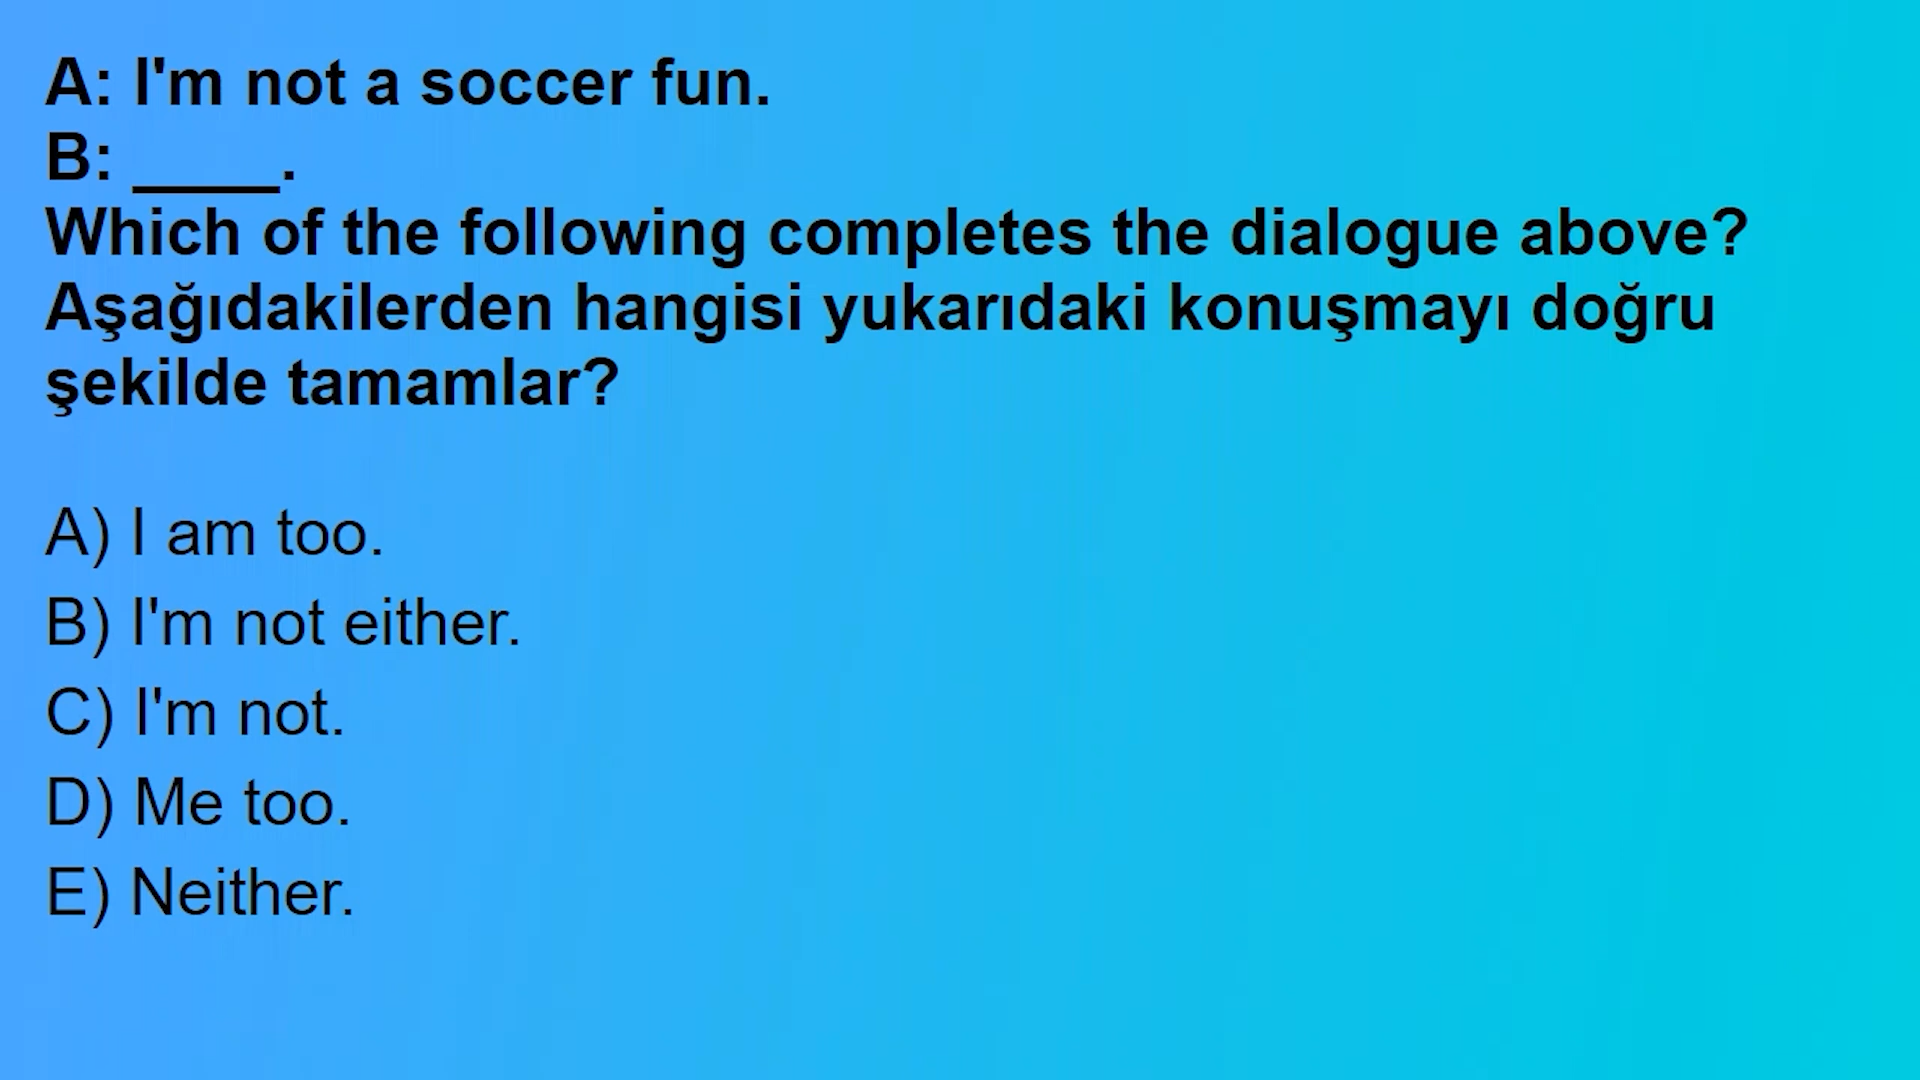 A: I'm not a soccer fun.
B: ____.
Which of the following completes the dialogue above?
Aşağıdakilerden hangisi yukarıdaki konuşmayı doğru
şekilde tamamlar?
A) I am too.
B) I'm not either.
C) I'm not.
D) Me too.
E) Neither.